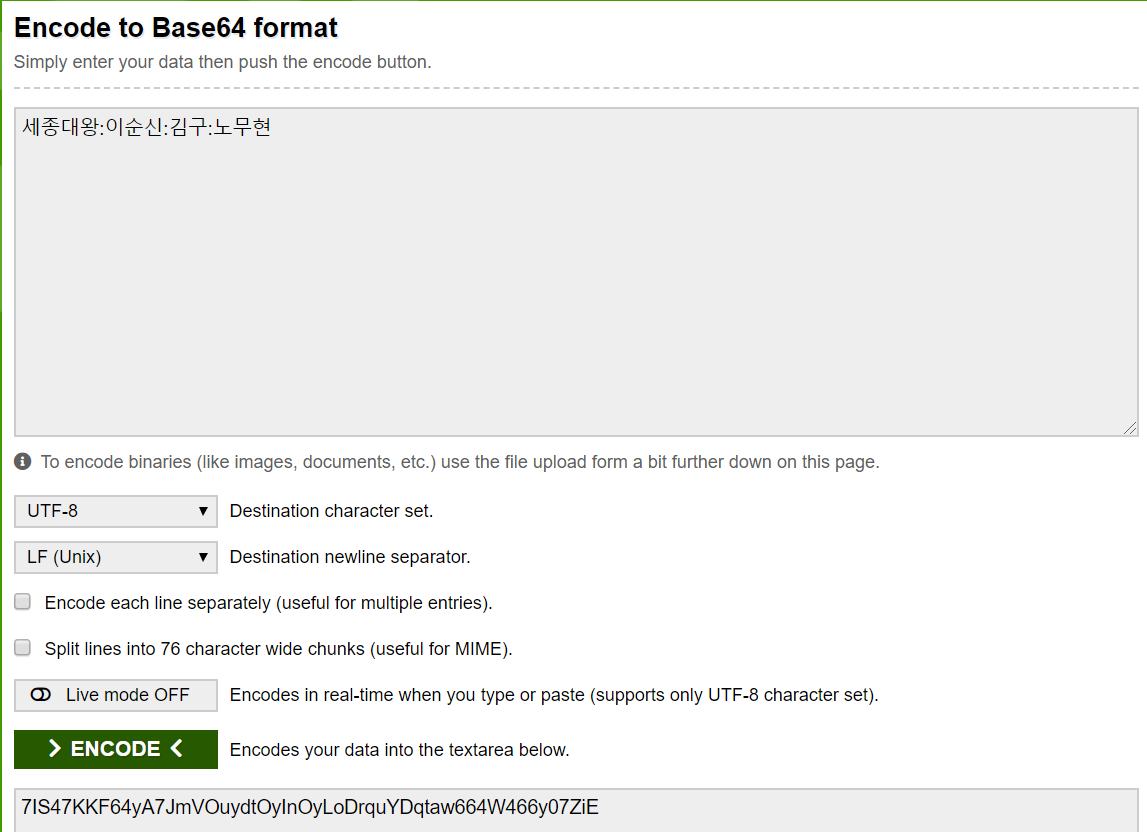 Encode to Base64 format
Simply enter your data then push the encode button.
세종대왕:이순신:김구:노무현
To encode binaries (like images, documents, etc.) use the file upload form a bit further down on this page.
UTF-8 Destination character set.
LF (Unix) Destination newline separator.
Encode each line separately (useful for multiple entries).
Split lines into 76 character wide chunks (useful for MIME).
Live mode OFF Encodes in real-time when you type or paste (supports only UTF-8 character set).
> ENCODE < Encodes your data into the textarea below.
7IS47KKF64yA7JmVOuydtOyInOyLoDrquYDqtaw664W466y07ZiE